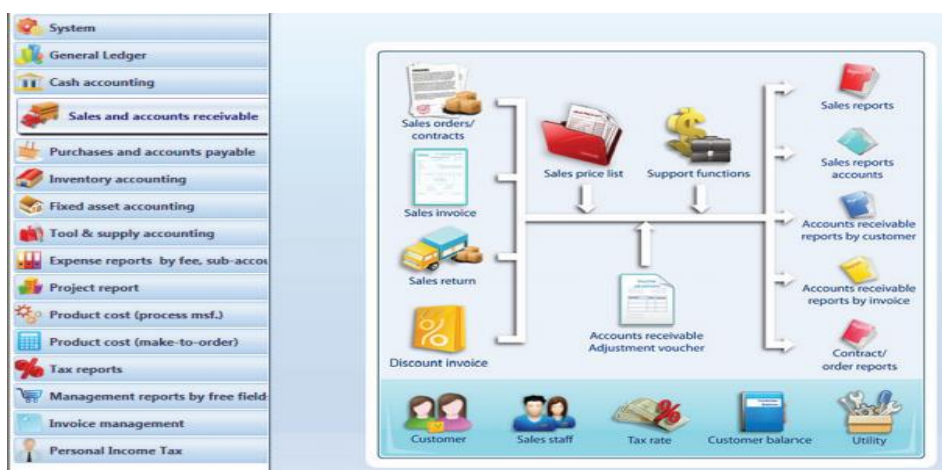 System
General Ledger
Cash accounting
Sales and accounts receivable
Purchases and accounts payable
Inventory accounting
Fixed asset accounting
Tool & supply accounting
Expense reports by fee, sub-accou
Project report
Product cost (process msf.)
Product cost (make-to-order)
Tax reports
Management reports by free field
Invoice management
Personal Income Tax
Sales orders/
contracts
Sales invoice
Sales return
Discount invoice
Sales price list
Support functions
Accounts receivable
Adjustment voucher
Sales reports
Sales reports
accounts
Accounts receivable
reports by customer
Accounts receivable
reports by invoice
Contract/
order reports
Customer
Sales staff
Tax rate
Customer balance
Utility